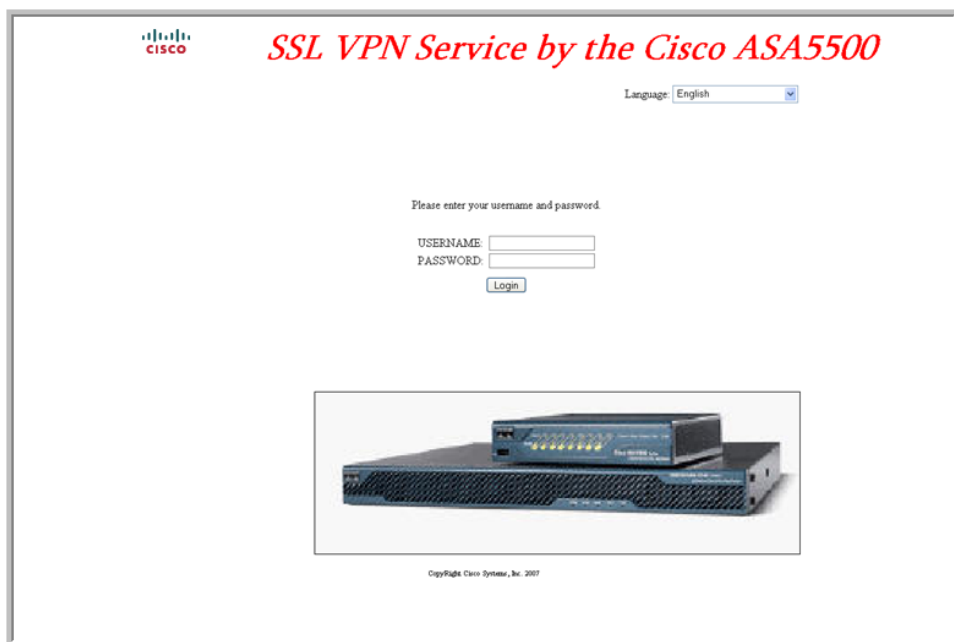 CISCO
SSL VPN Service by the Cisco ASA5500
Language: English
Please enter your username and password.
USERNAME:
PASSWORD:
Login
CopyRight Cisco Systems, Inc. 2007